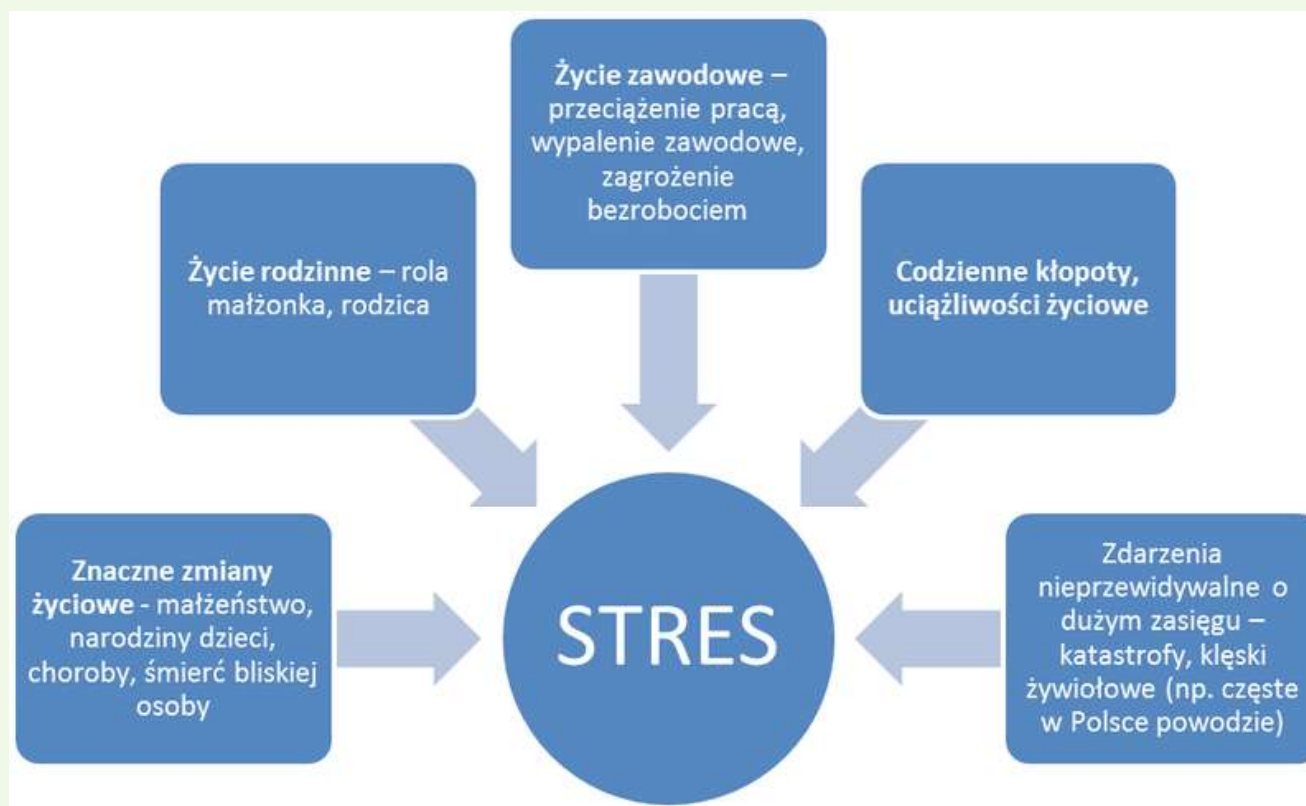 Życie zawodowe –
przeciążenie pracą,
wypalenie zawodowe,
zagrożenie
bezrobociem
Życie rodzinne – rola
małżonka, rodzica
Codzienne kłopoty,
uciążliwości życiowe
Znaczne zmiany
życiowe - małżeństwo,
narodziny dzieci,
choroby, śmierć bliskiej
osoby
STRES
Zdarzenia
nieprzewidywalne o
dużym zasięgu –
katastrofy, klęski
żywiołowe (np. częste
w Polsce powodzie)